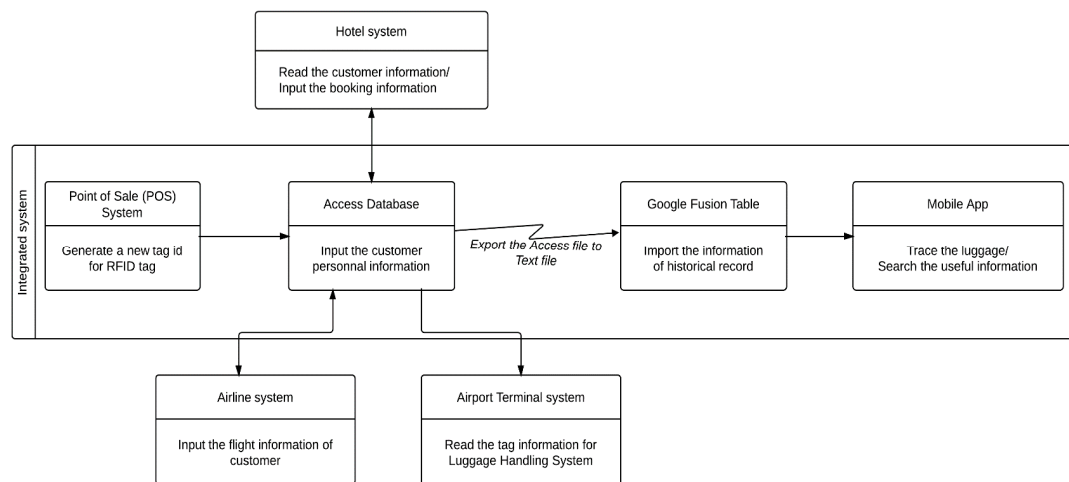 Hotel system
Read the customer information/
Input the booking information
Integrated system
Point of Sale (POS)
System
Generate a new tag id
for RFID tag
Access Database
Input the customer
personnal information
Export the Access file to
Text file
Google Fusion Table
Import the information
of historical record
Mobile App
Trace the luggage/
Search the useful information
Airline system
Input the flight information of
customer
Airport Terminal system
Read the tag information for
Luggage Handling System